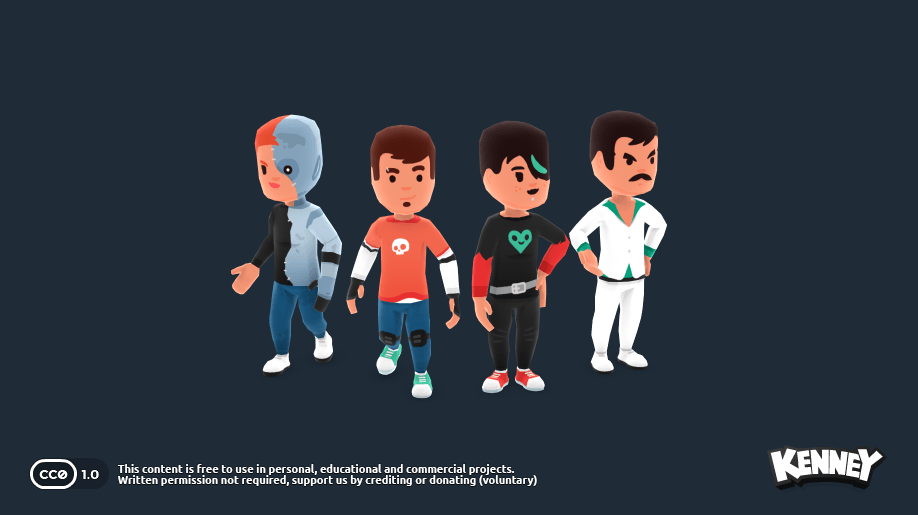 CC0 1.0
This content is free to use in personal, educational and commercial projects.
Written permission not required, support us by crediting or donating (voluntary)
KENNEY